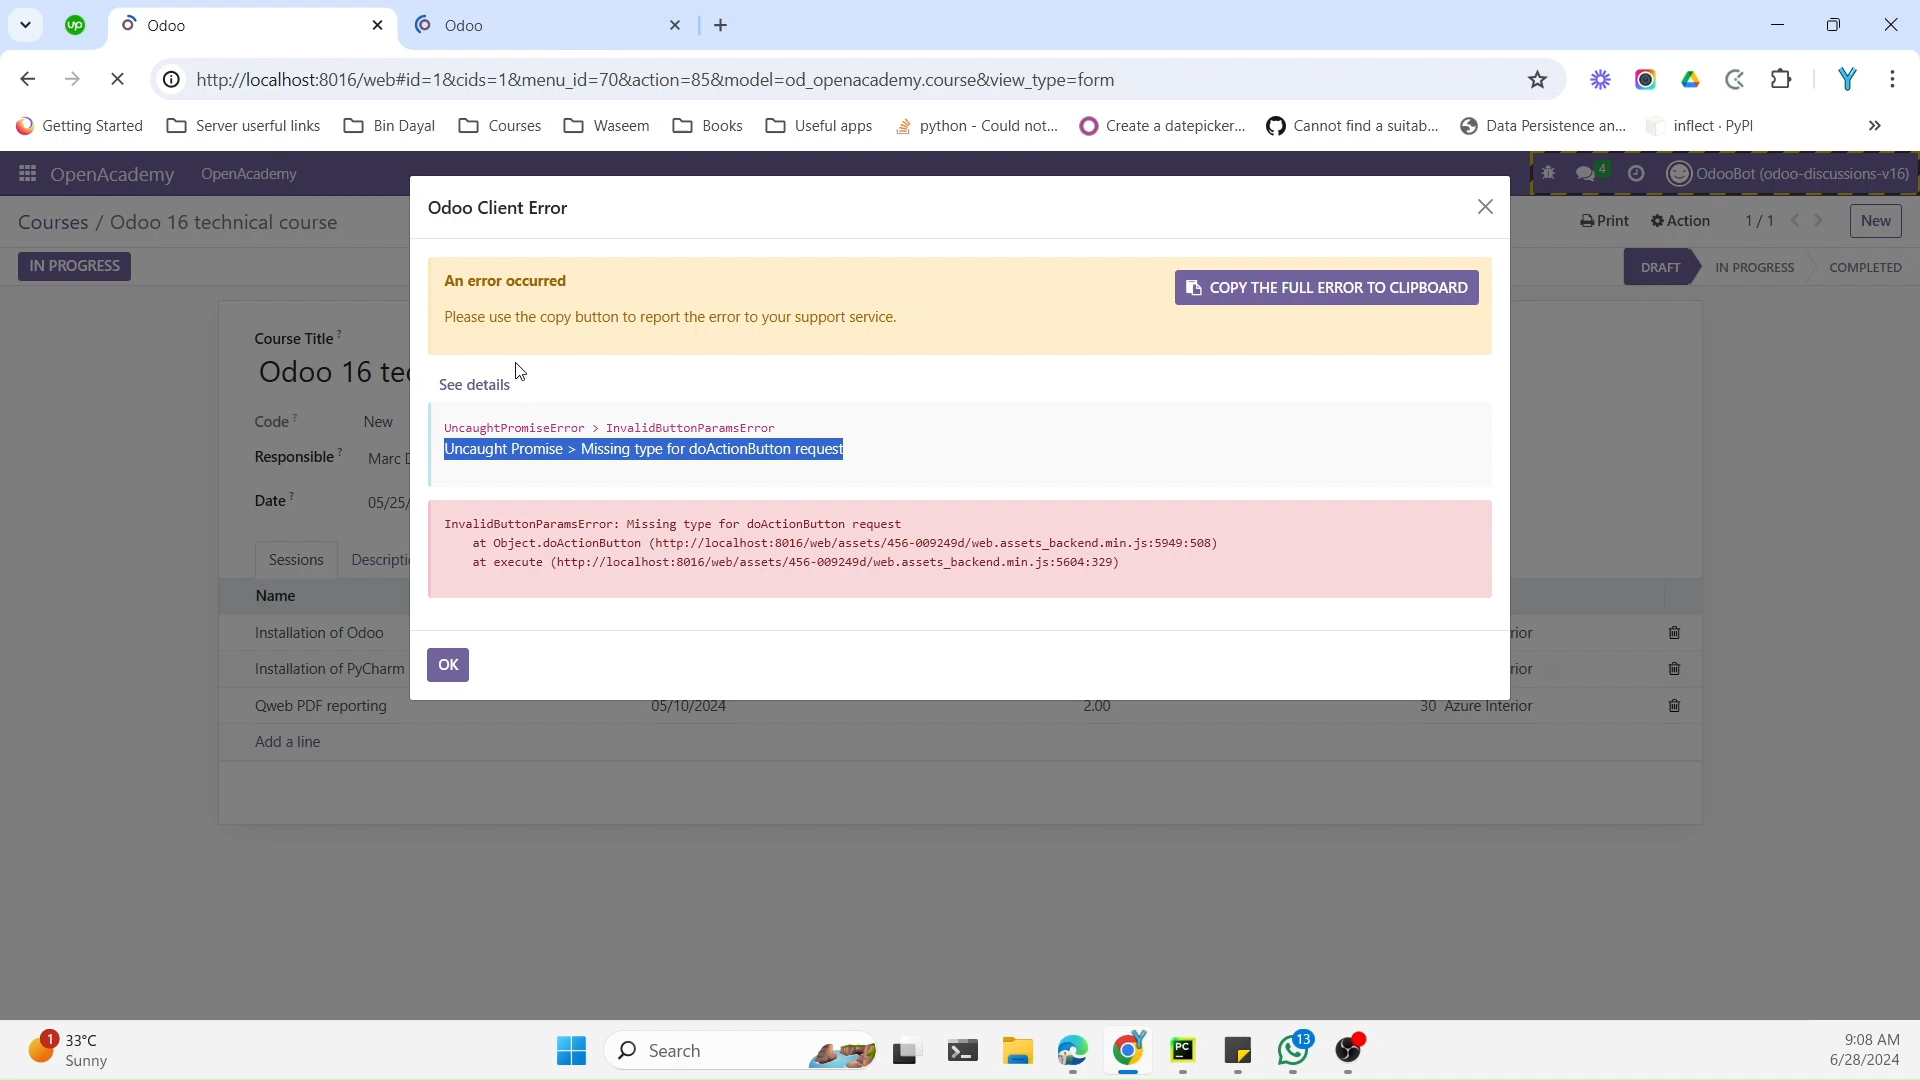 up
Odoo
Odoo
http://localhost:8016/web#id=1&cids=1&menu_id=70&action=85&model=od_openacademy.course&view_type=form
Getting Started
Server userful links
Bin Dayal
Courses
Waseem
Books
Useful apps
python - Could not...
Create a datepicker...
Cannot find a suitab...
Data Persistence an...
inflect · PyPI
OpenAcademy
OpenAcademy
4
OdooBot (odoo-discussions-v16)
Courses / Odoo 16 technical course
Print
Action
1 / 1
New
IN PROGRESS
DRAFT
IN PROGRESS
COMPLETED
Odoo Client Error
An error occurred
COPY THE FULL ERROR TO CLIPBOARD
Please use the copy button to report the error to your support service.
See details
UncaughtPromiseError > InvalidButtonParamsError
Uncaught Promise > Missing type for doActionButton request
InvalidButtonParamsError: Missing type for doActionButton request
at Object.doActionButton (http://localhost:8016/web/assets/456-009249d/web.assets_backend.min.js:5949:508)
at execute (http://localhost:8016/web/assets/456-009249d/web.assets_backend.min.js:5604:329)
OK
Course Title ?
Odoo 16 te
Code ?
New
Responsible ?
Marc
Date ?
05/25/
Sessions
Descripti
Name
Installation of Odoo
rior
Installation of PyCharm
rior
Qweb PDF reporting
05/10/2024
2.00
30
Azure Interior
Add a line
1
33°C
Sunny
Search
PC
13
9:08 AM
6/28/2024